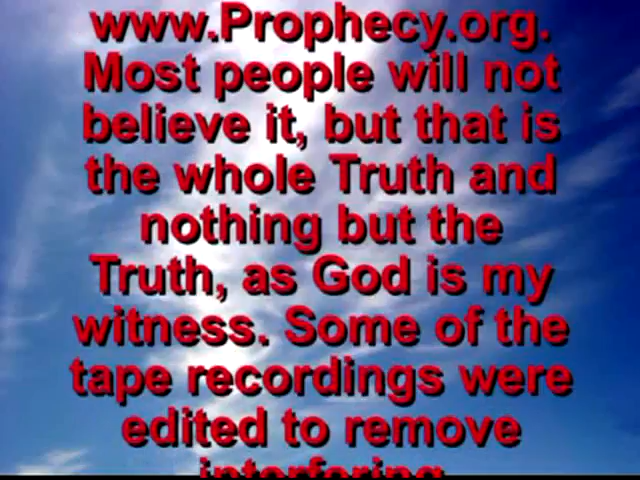 www.Prophecy.org.
Most people will not
believe it, but that is
the whole Truth and
nothing but the
Truth, as God is my
witness. Some of the
tape recordings were
edited to remove
interfering